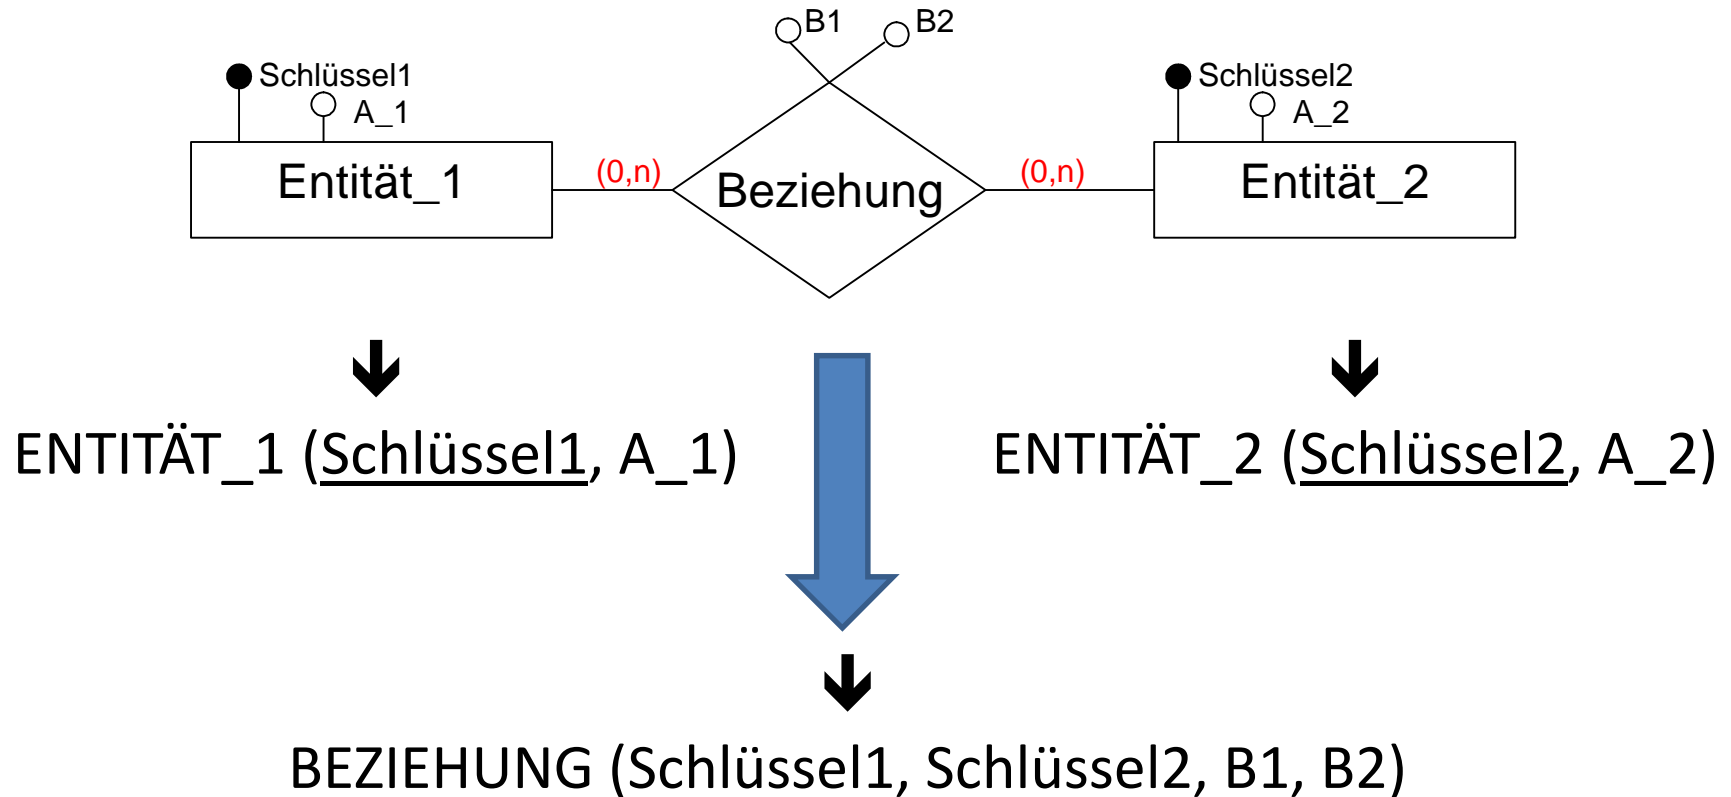 B1 B2
Schlüssel1
A_1
Schlüssel2
A_2
Entität_1
(0,n)
Beziehung
(0,n)
Entität_2
ENTITÄT_1 (Schlüssel1, A_1)
ENTITÄT_2 (Schlüssel2, A_2)
BEZIEHUNG (Schlüssel1, Schlüssel2, B1, B2)